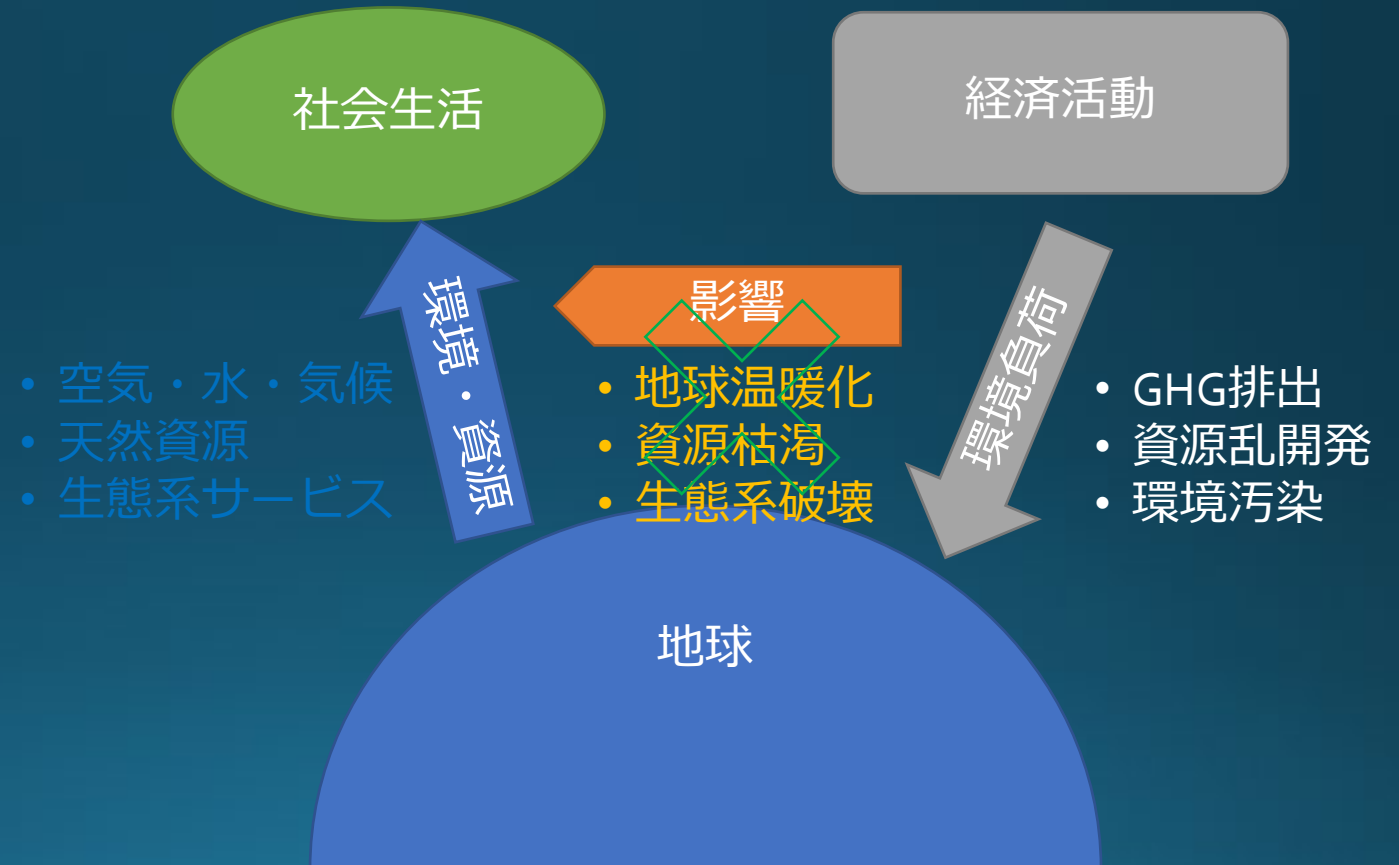 社会生活
経済活動
影響
環境・資源
環境負荷
• 空気・水・気候
• 天然資源
• 生態系サービス
• 地球温暖化
• 資源枯渇
• 生態系破壊
• GHG排出
• 資源乱開発
• 環境汚染
地球